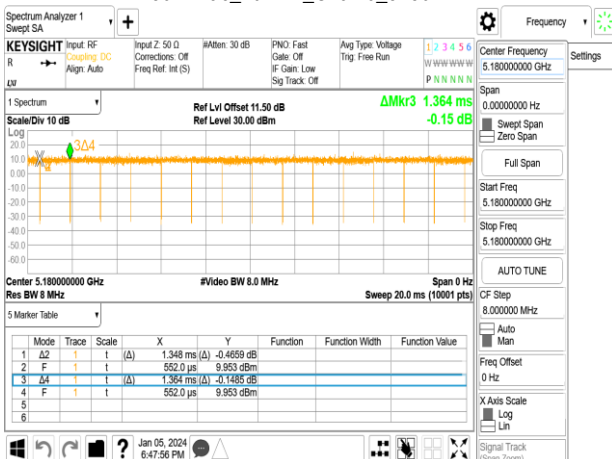 Spectrum Analyzer 1
Swept SA
+
Frequency
KEYSIGHT
R
Input: RF
Coupling: DC
Align: Auto
Input Z: 50 Ω
Corrections: Off
Freq Ref: Int (S)
#Atten: 30 dB
PNO: Fast
Gate: Off
IF Gain: Low
Sig Track: Off
Avg Type: Voltage
Trig: Free Run
1 2 3 4 5 6
W W W W W W
P N N N N N
1 Spectrum
Scale/Div 10 dB
Ref Lvl Offset 11.50 dB
Ref Level 30.00 dBm
ΔMkr3 1.364 ms
-0.15 dB
Log
3Δ4
20.0
10.0
0.00
-10.0
-20.0
-30.0
-40.0
-50.0
-60.0
Center 5.180000000 GHz
#Video BW 8.0 MHz
Span 0 Hz
Res BW 8 MHz
Sweep 20.0 ms (10001 pts)
5 Marker Table
Mode Trace Scale X Y Function Function Width Function Value
1 Δ2 1 t (Δ) 1.348 ms (Δ) -0.4659 dB
2 F 1 t 552.0 µs 9.953 dBm
3 Δ4 1 t (Δ) 1.364 ms (Δ) -0.1485 dB
4 F 1 t 552.0 µs 9.953 dBm
5
6
?
Jan 05, 2024
6:47:56 PM
Center Frequency
5.180000000 GHz
Settings
Span
0.00000000 Hz
Swept Span
Zero Span
Full Span
Start Freq
5.180000000 GHz
Stop Freq
5.180000000 GHz
AUTO TUNE
CF Step
8.000000 MHz
Auto
Man
Freq Offset
0 Hz
X Axis Scale
Log
Lin
Signal Track
(Span Zoom)